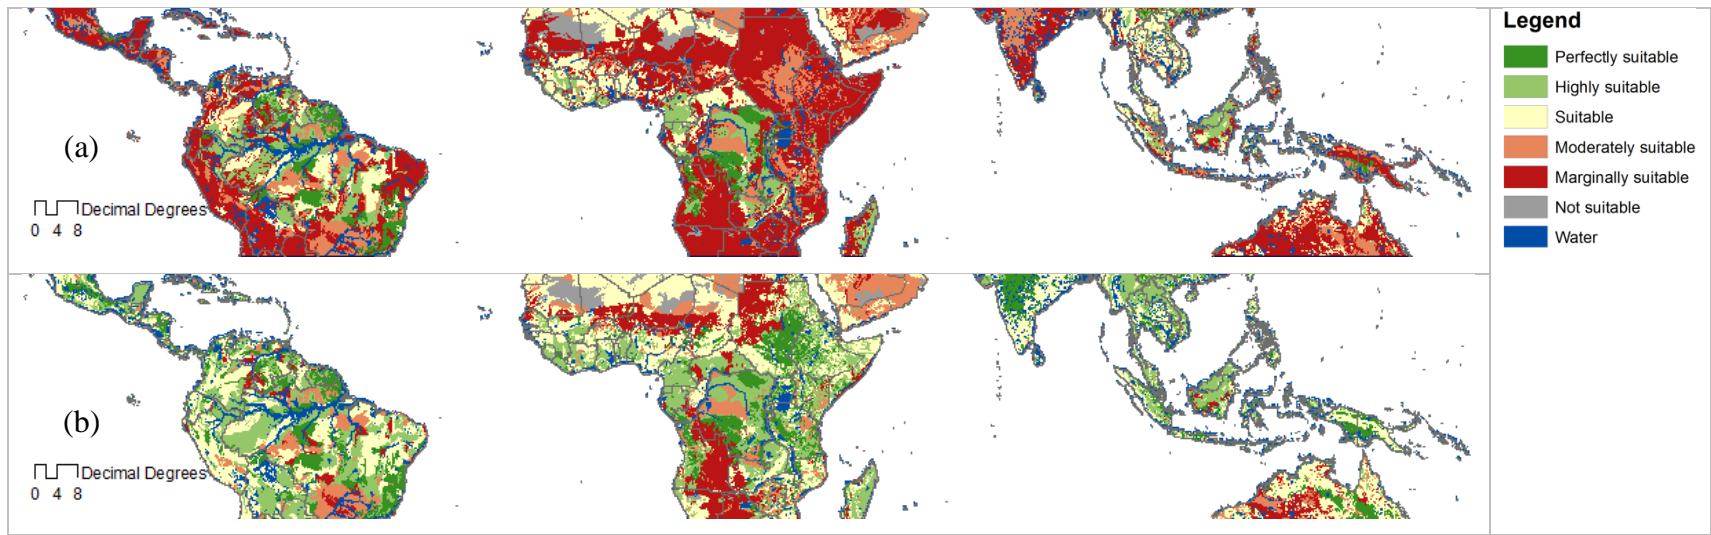 (a)
Decimal Degrees
0 4 8
(b)
Decimal Degrees
0 4 8
Legend
Perfectly suitable
Highly suitable
Suitable
Moderately suitable
Marginally suitable
Not suitable
Water